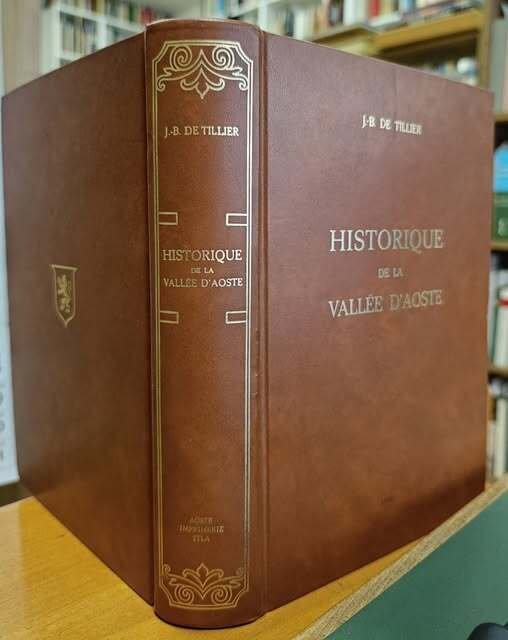 J.-B. DE TILLIER
HISTORIQUE
DE LA
VALLÉE D'AOSTE
AOSTE
IMPRIMERIE
ITLA
J.-B. DE TILLIER
HISTORIQUE
DE LA
VALLÉE D'AOSTE